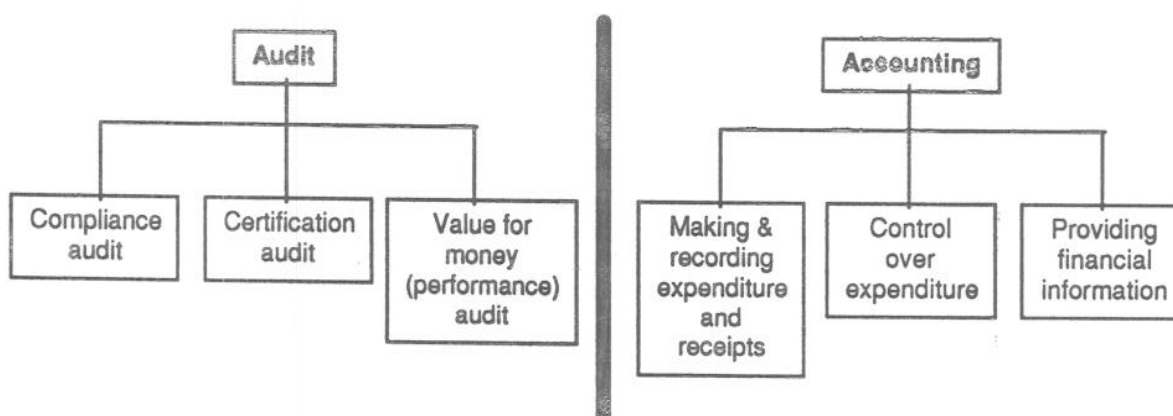 Audit
Compliance
audit
Certification
audit
Value for
money
(performance)
audit
Accounting
Making &
recording
expenditure
and
receipts
Control
over
expenditure
Providing
financial
information